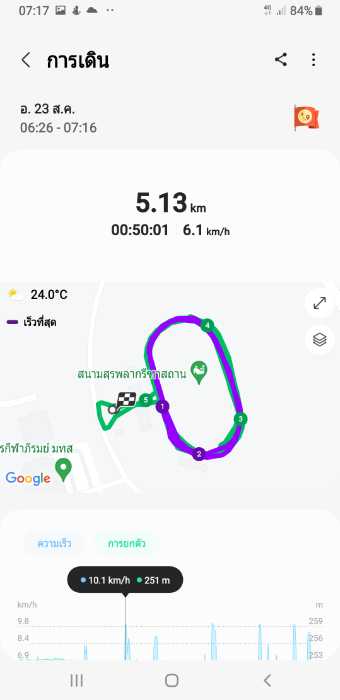 07:17
84%
การเดิน
อ. 23 ส.ค.
06:26 - 07:16
5.13 km
00:50:01 6.1 km/h
24.0°C
เร็วที่สุด
4
สนามสุรพลากรีฑาสถาน
5
1
3
2
รกีฬาภิรมย์ มทส
Google
ความเร็ว
การยกตัว
10.1 km/h 251 m
km/h
m
9.8
259
8.4
256
6.9
253